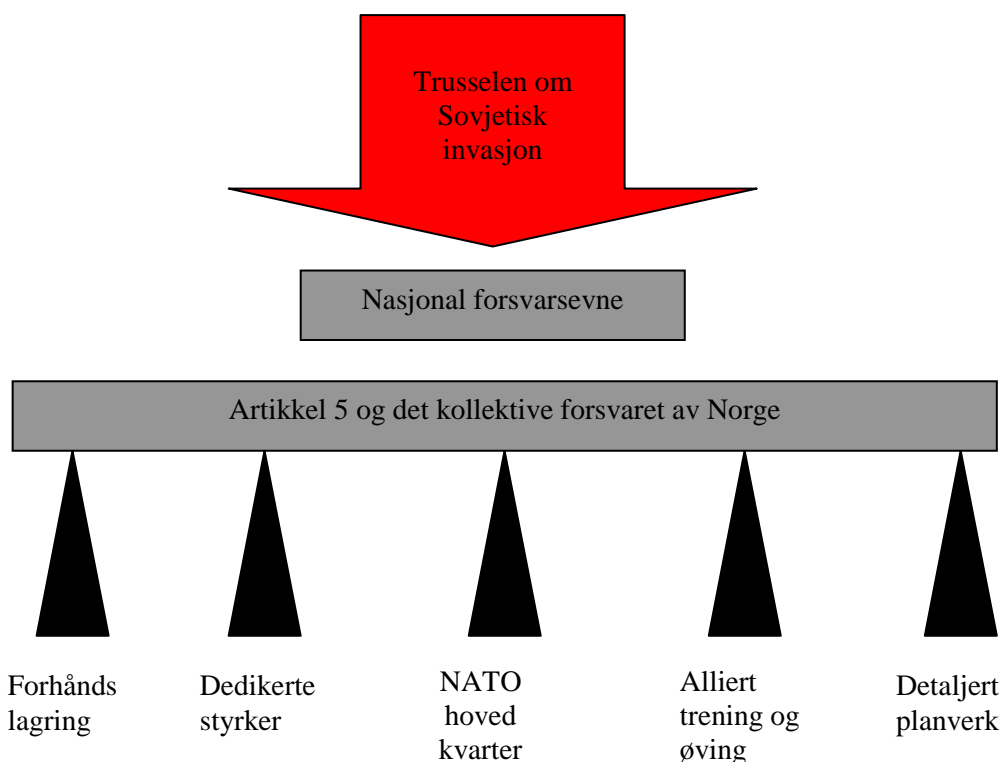 Trusselen om
Sovjetisk
invasjon
Nasjonal forsvarsevne
Artikkel 5 og det kollektive forsvaret av Norge
Forhånds
lagring
Dedikerte
styrker
NATO
hoved
kvarter
Alliert
trening og
øving
Detaljert
planverk